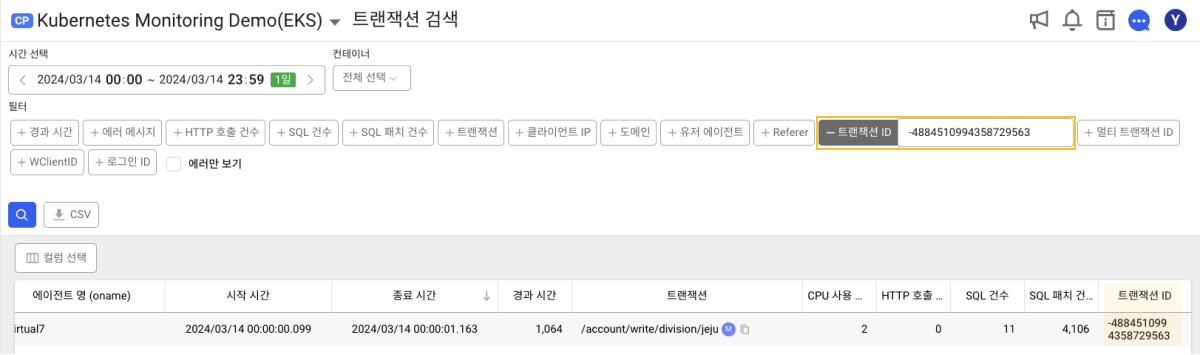 CP Kubernetes Monitoring Demo(EKS) 트랜잭션 검색 Y
시간 선택 컨테이너
2024/03/14 00:00 ~ 2024/03/14 23:59 1일 전체 선택
필터
+ 경과 시간 + 에러 메시지 + HTTP 호출 건수 + SQL 건수 + SQL 패치 건수 + 트랜잭션 + 클라이언트 IP + 도메인 + 유저 에이전트 + Referer − 트랜잭션 ID -4884510994358729563 + 멀티 트랜잭션 ID
+ WClientID + 로그인 ID 에러만 보기
CSV
컬럼 선택
에이전트 명 (oname) 시작 시간 종료 시간 ↓ 경과 시간 트랜잭션 CPU 사용 ... HTTP 호출 ... SQL 건수 SQL 패치 건... 트랜잭션 ID
irtual7 2024/03/14 00:00:00.099 2024/03/14 00:00:01.163 1,064 /account/write/division/jeju M 2 0 11 4,106 -488451099
4358729563